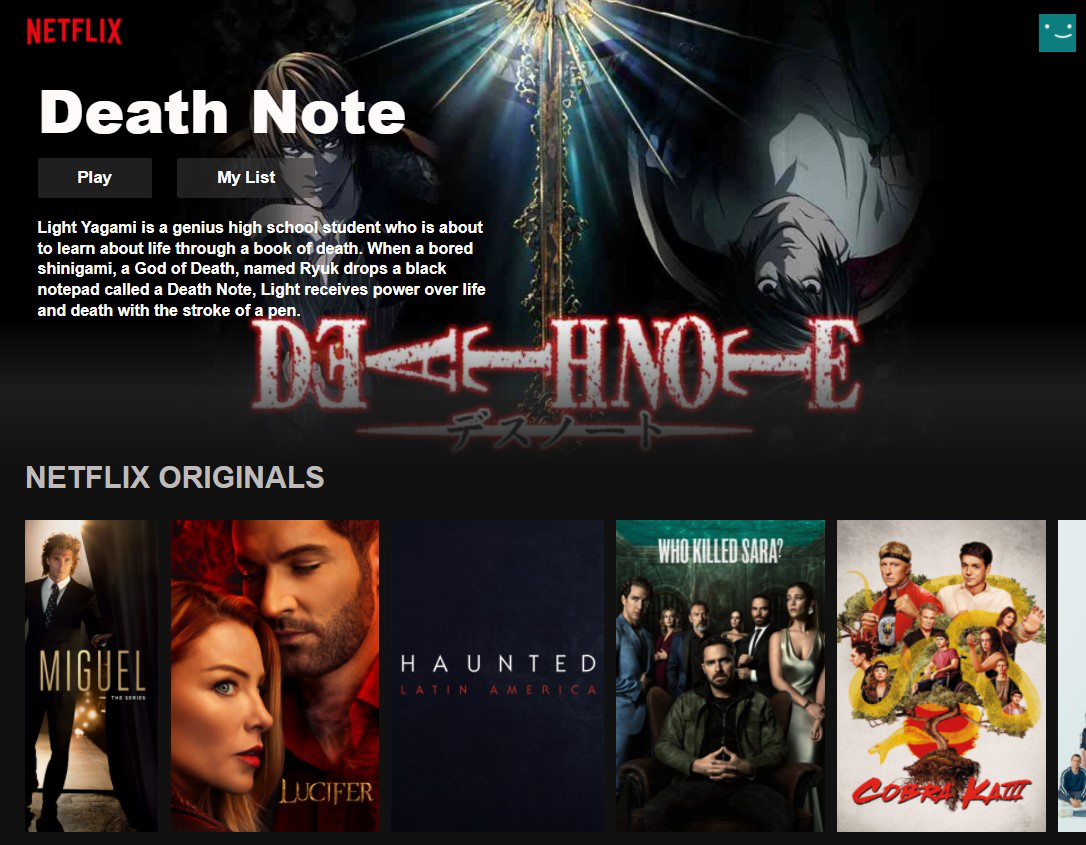 NETFLIX
Death Note
Play
My List
Light Yagami is a genius high school student who is about
to learn about life through a book of death. When a bored
shinigami, a God of Death, named Ryuk drops a black
notepad called a Death Note, Light receives power over life
and death with the stroke of a pen.
DEATH NOTE
デスノート
NETFLIX ORIGINALS
MIGUEL
THE SERIES
LUCIFER
HAUNTED
LATIN AMERICA
WHO KILLED SARA?
COBRA KAI III